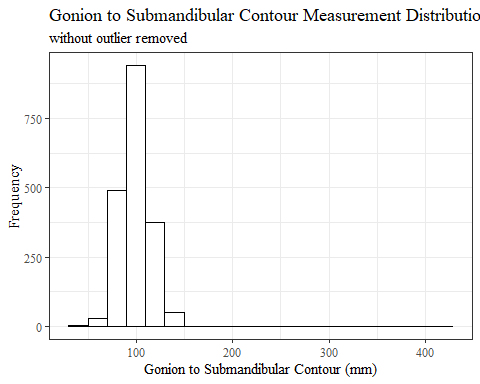 Gonion to Submandibular Contour Measurement Distributio
without outlier removed
750
500
250
0
Frequency
100 200 300 400
Gonion to Submandibular Contour (mm)